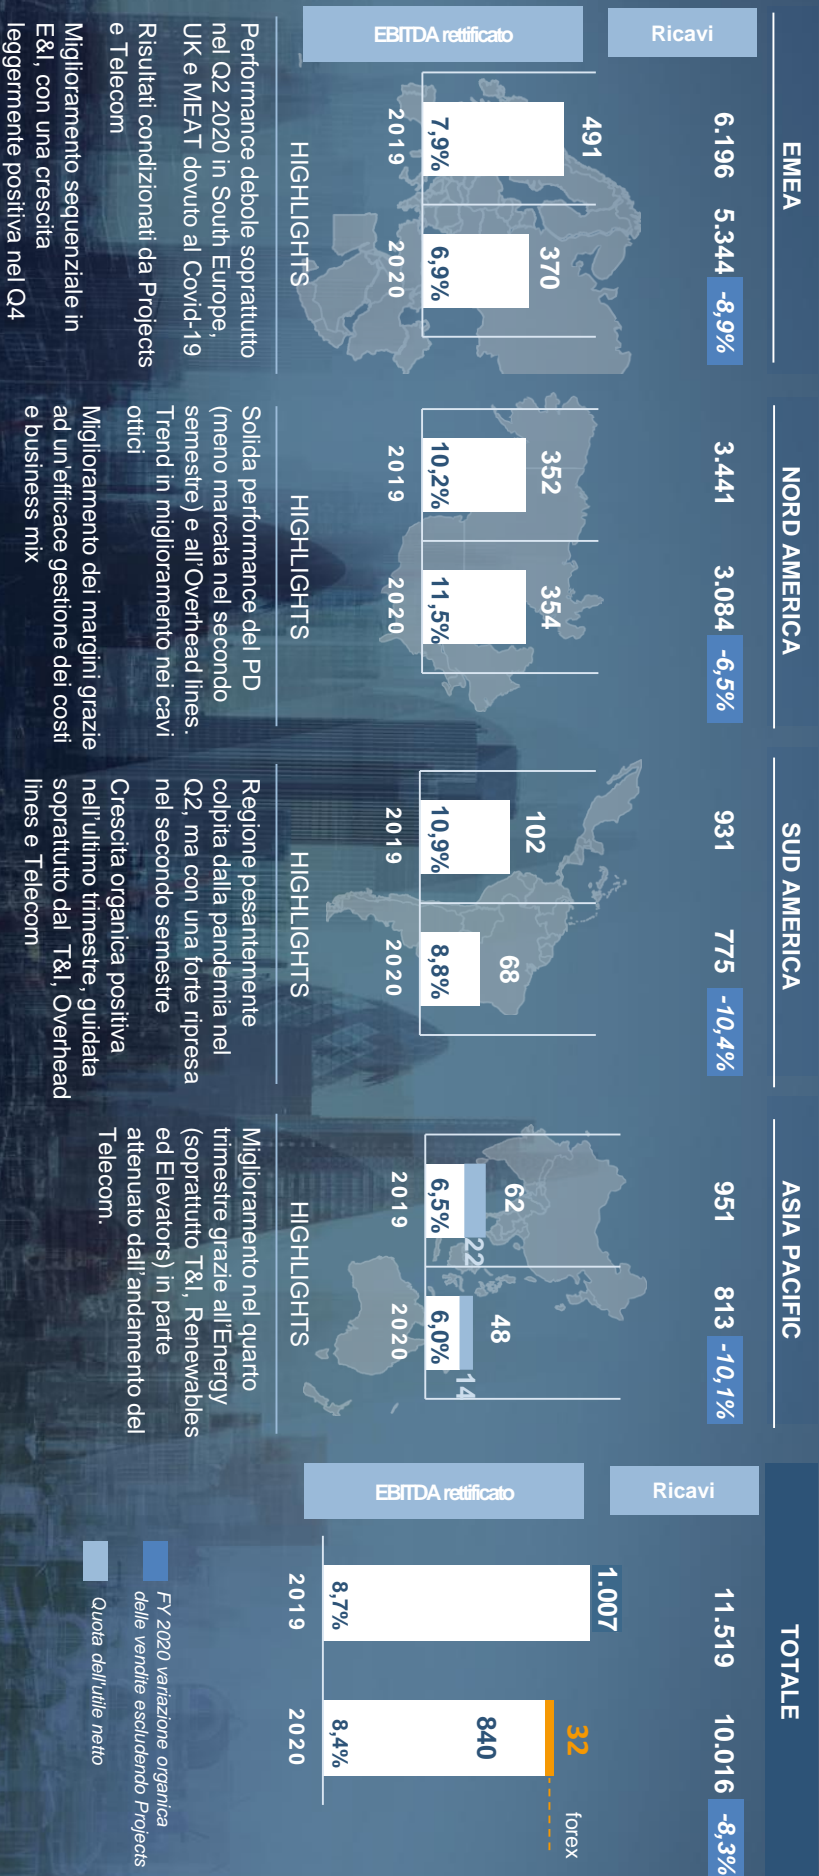 EMEA
Ricavi
6.196
5.344
-8,9%
EBITDA rettificato
491
7,9%
2019
370
6,9%
2020
HIGHLIGHTS
Performance debole soprattutto
nel Q2 2020 in South Europe,
UK e MEAT dovuto al Covid-19
Risultati condizionati da Projects
e Telecom
Miglioramento sequenziale in
E&I, con una crescita
leggermente positiva nel Q4
NORD AMERICA
3.441
3.084
-6,5%
352
10,2%
2019
354
11,5%
2020
HIGHLIGHTS
Solida performance del PD
(meno marcata nel secondo
semestre) e all'Overhead lines.
Trend in miglioramento nei cavi
ottici
Miglioramento dei margini grazie
ad un'efficace gestione dei costi
e business mix
SUD AMERICA
931
775
-10,4%
102
10,9%
2019
68
8,8%
2020
HIGHLIGHTS
Regione pesantemente
colpita dalla pandemia nel
Q2, ma con una forte ripresa
nel secondo semestre
Crescita organica positiva
nell'ultimo trimestre, guidata
soprattutto dal T&I, Overhead
lines e Telecom
ASIA PACIFIC
951
813
-10,1%
62
22
6,5%
2019
48
14
6,0%
2020
HIGHLIGHTS
Miglioramento nel quarto
trimestre grazie all'Energy
(soprattutto T&I, Renewables
ed Elevators) in parte
attenuato dall'andamento del
Telecom.
TOTALE
Ricavi
11.519
10.016
-8,3%
EBITDA rettificato
1.007
8,7%
2019
32
forex
840
8,4%
2020
FY 2020 variazione organica
delle vendite escludendo Projects
Quota dell'utile netto